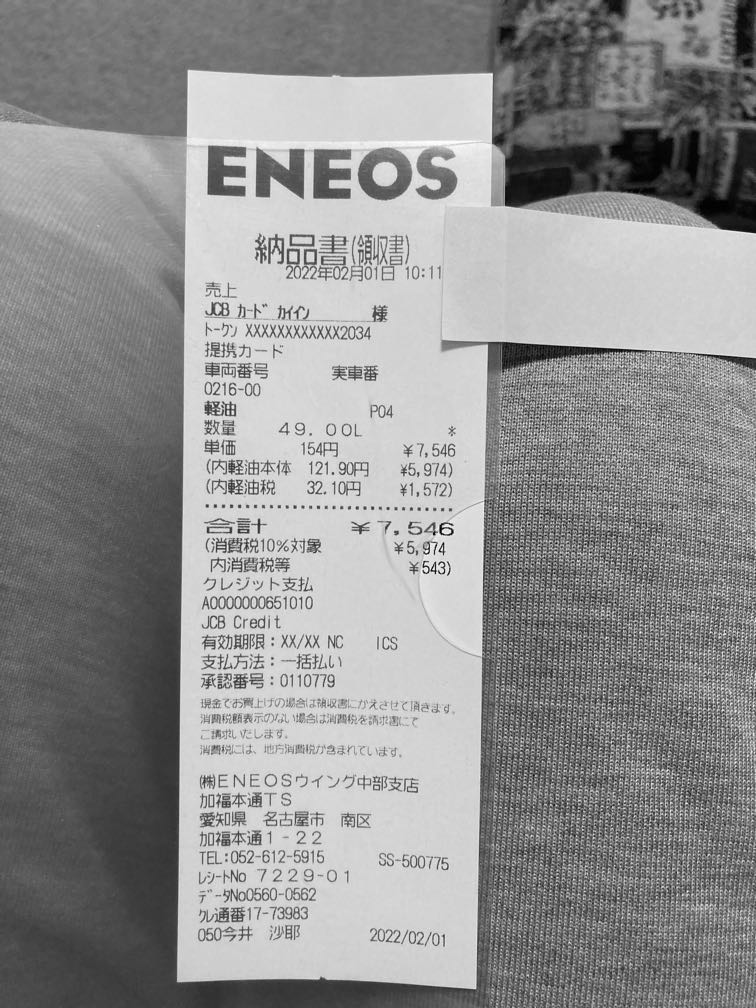 ENEOS
納品書(領収書)
2022年02月01日 10:11
売上
JCB カード カイイン 様
トークン XXXXXXXXXXXX2034
提携カード
車両番号 実車番
0216-00
軽油 P04
数量 49.00L *
単価 154円 ¥7,546
(内軽油本体 121.90円 ¥5,974)
(内軽油税 32.10円 ¥1,572)
合計 ¥7,546
(消費税10%対象 ¥5,974
内消費税等 ¥543)
クレジット支払
A0000000651010
JCB Credit
有効期限:XX/XX NC ICS
支払方法:一括払い
承認番号:0110779
現金でお買上げの場合は領収書にかえさせて頂きます。
消費税額表示のない場合は消費税を請求書にて
ご請求いたします。
消費税には、地方消費税が含まれています。
㈱ENEOSウイング中部支店
加福本通TS
愛知県 名古屋市 南区
加福本通1-22
TEL:052-612-5915 SS-500775
レシートNo 7229-01
データNo0560-0562
クレ通番17-73983
050今井 沙耶 2022/02/01